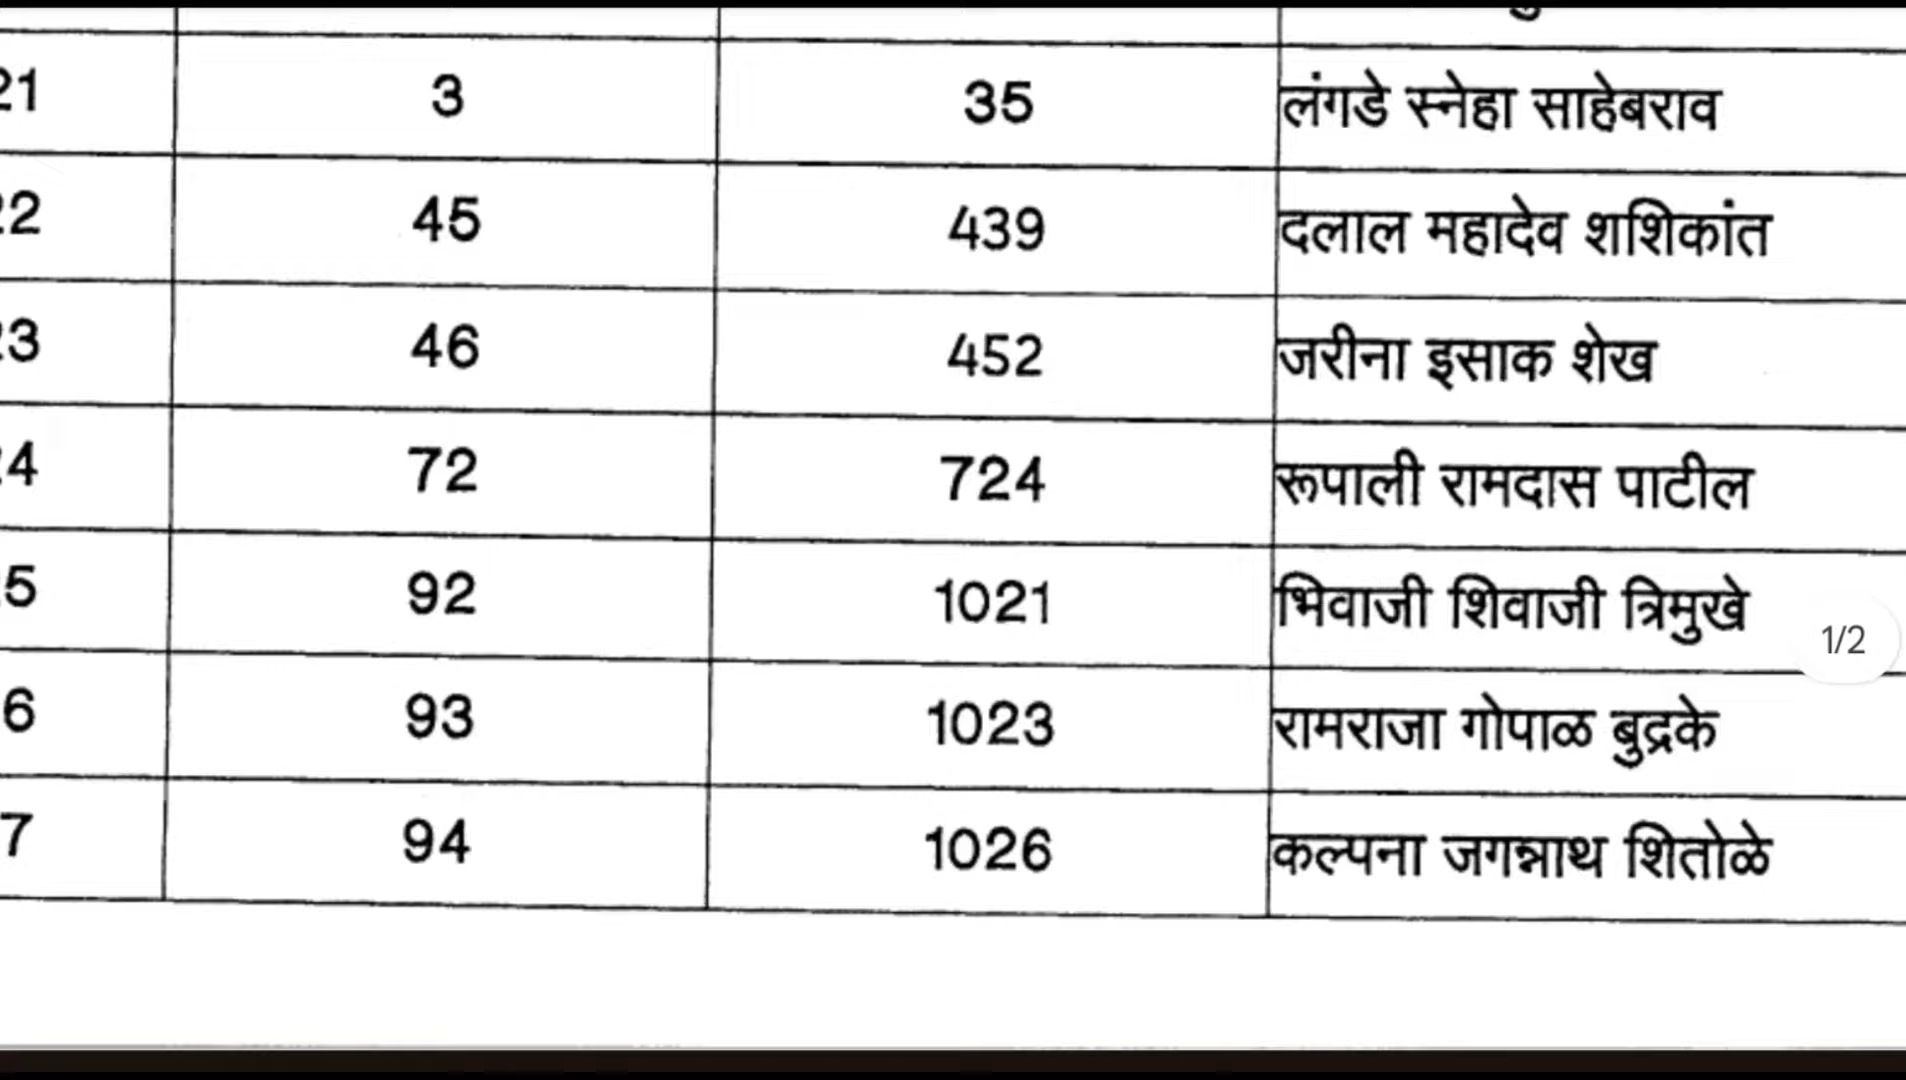 21 3 35 लंगडे स्नेहा साहेबराव
22 45 439 दलाल महादेव शशिकांत
23 46 452 जरीना इसाक शेख
24 72 724 रूपाली रामदास पाटील
5 92 1021 भिवाजी शिवाजी त्रिमुखे
1/2
6 93 1023 रामराजा गोपाळ बुद्रके
7 94 1026 कल्पना जगन्नाथ शितोळे